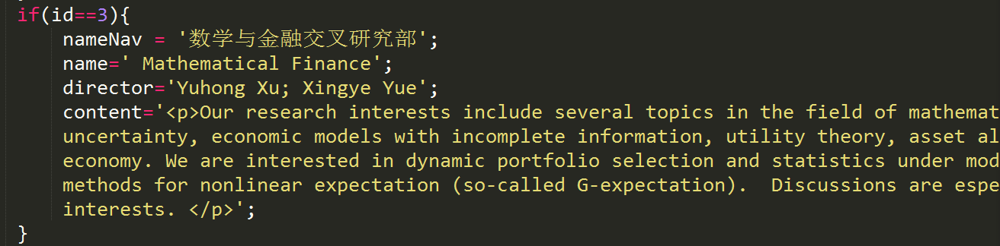 if(id==3){
nameNav = '数学与金融交叉研究部';
name=' Mathematical Finance';
director='Yuhong Xu; Xingye Yue';
content='<p>Our research interests include several topics in the field of mathemat
uncertainty, economic models with incomplete information, utility theory, asset al
economy. We are interested in dynamic portfolio selection and statistics under mod
methods for nonlinear expectation (so-called G-expectation).  Discussions are espe
interests. </p>';
}